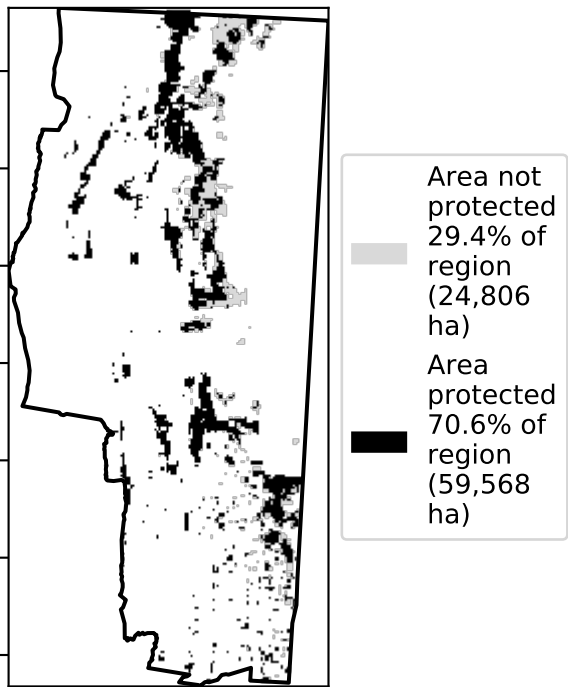 Area not
protected
29.4% of
region
(24,806
ha)
Area
protected
70.6% of
region
(59,568
ha)